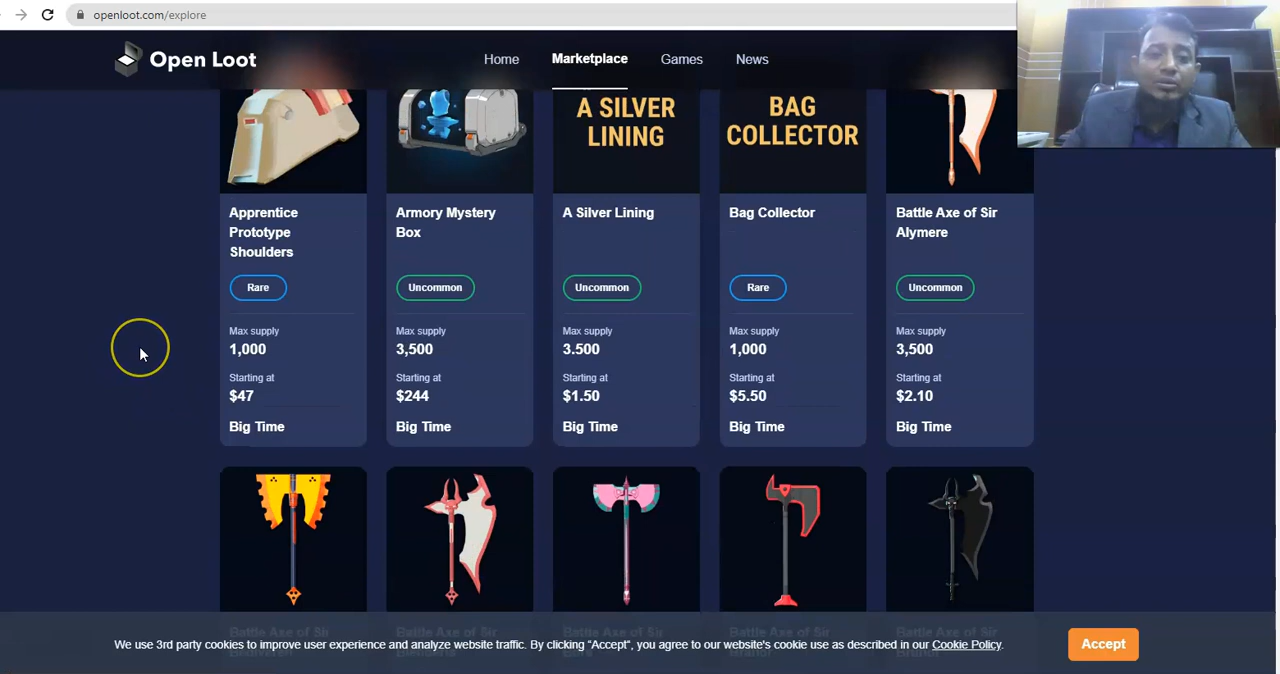 openloot.com/explore
Open Loot
Home
Marketplace
Games
News
A SILVER
LINING
BAG
COLLECTOR
Apprentice
Prototype
Shoulders
Rare
Max supply
1,000
Starting at
$47
Big Time
Armory Mystery
Box
Uncommon
Max supply
3,500
Starting at
$244
Big Time
A Silver Lining
Uncommon
Max supply
3.500
Starting at
$1.50
Big Time
Bag Collector
Rare
Max supply
1,000
Starting at
$5.50
Big Time
Battle Axe of Sir
Alymere
Uncommon
Max supply
3,500
Starting at
$2.10
Big Time
Battle Axe of Sir
Battle Axe of Sir
Battle Axe of Sir
Battle Axe of Sir
Battle Axe of Sir
We use 3rd party cookies to improve user experience and analyze website traffic. By clicking “Accept”, you agree to our website's cookie use as described in our Cookie Policy.
Accept